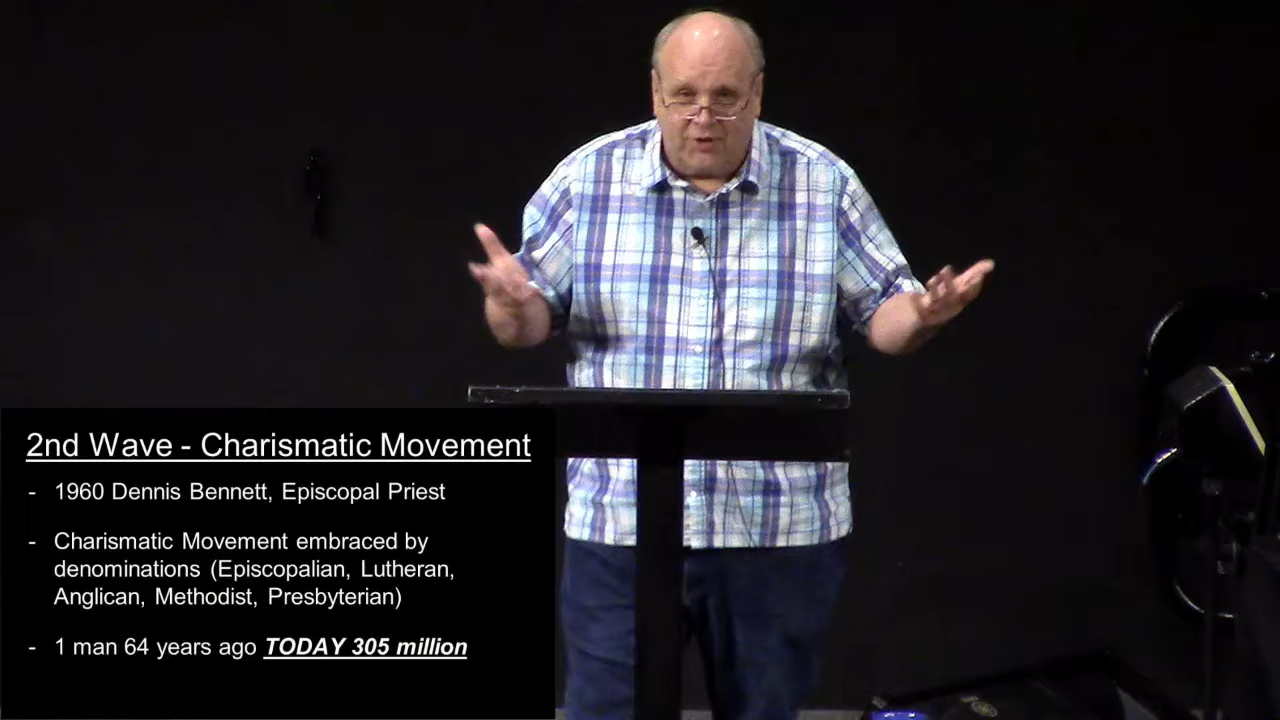 2nd Wave - Charismatic Movement
- 1960 Dennis Bennett, Episcopal Priest
- Charismatic Movement embraced by
denominations (Episcopalian, Lutheran,
Anglican, Methodist, Presbyterian)
- 1 man 64 years ago TODAY 305 million